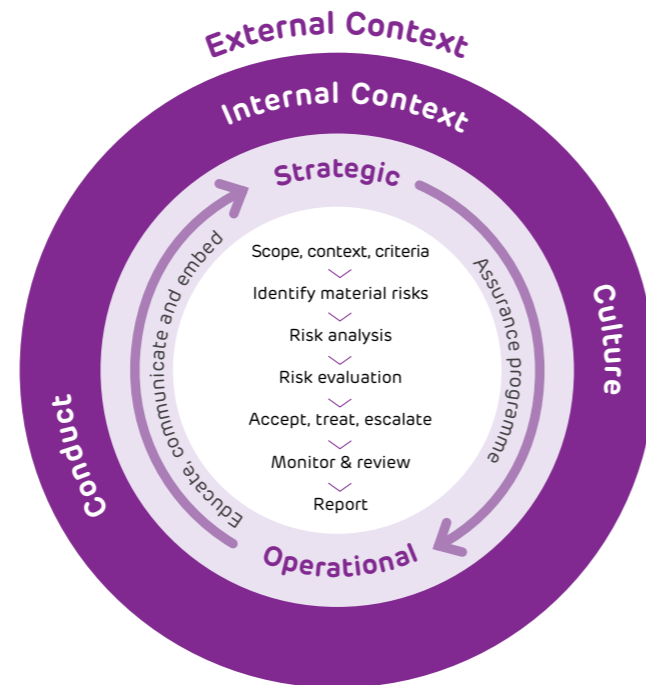 External Context
Internal Context
Strategic
Scope, context, criteria
Identify material risks
Risk analysis
Risk evaluation
Accept, treat, escalate
Monitor & review
Report
Operational
Educate, communicate and embed
Assurance programme
Conduct
Culture